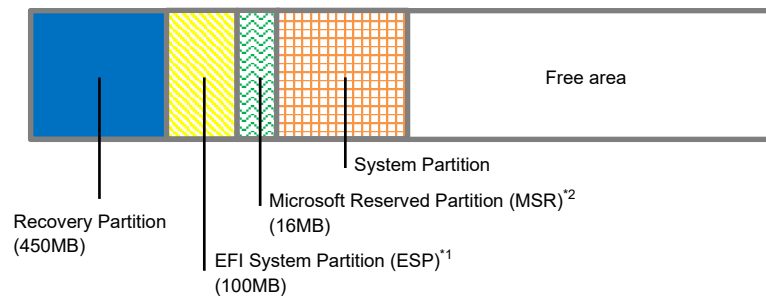 Free area
System Partition
Microsoft Reserved Partition (MSR)*2
(16MB)
Recovery Partition
(450MB)
EFI System Partition (ESP)*1
(100MB)